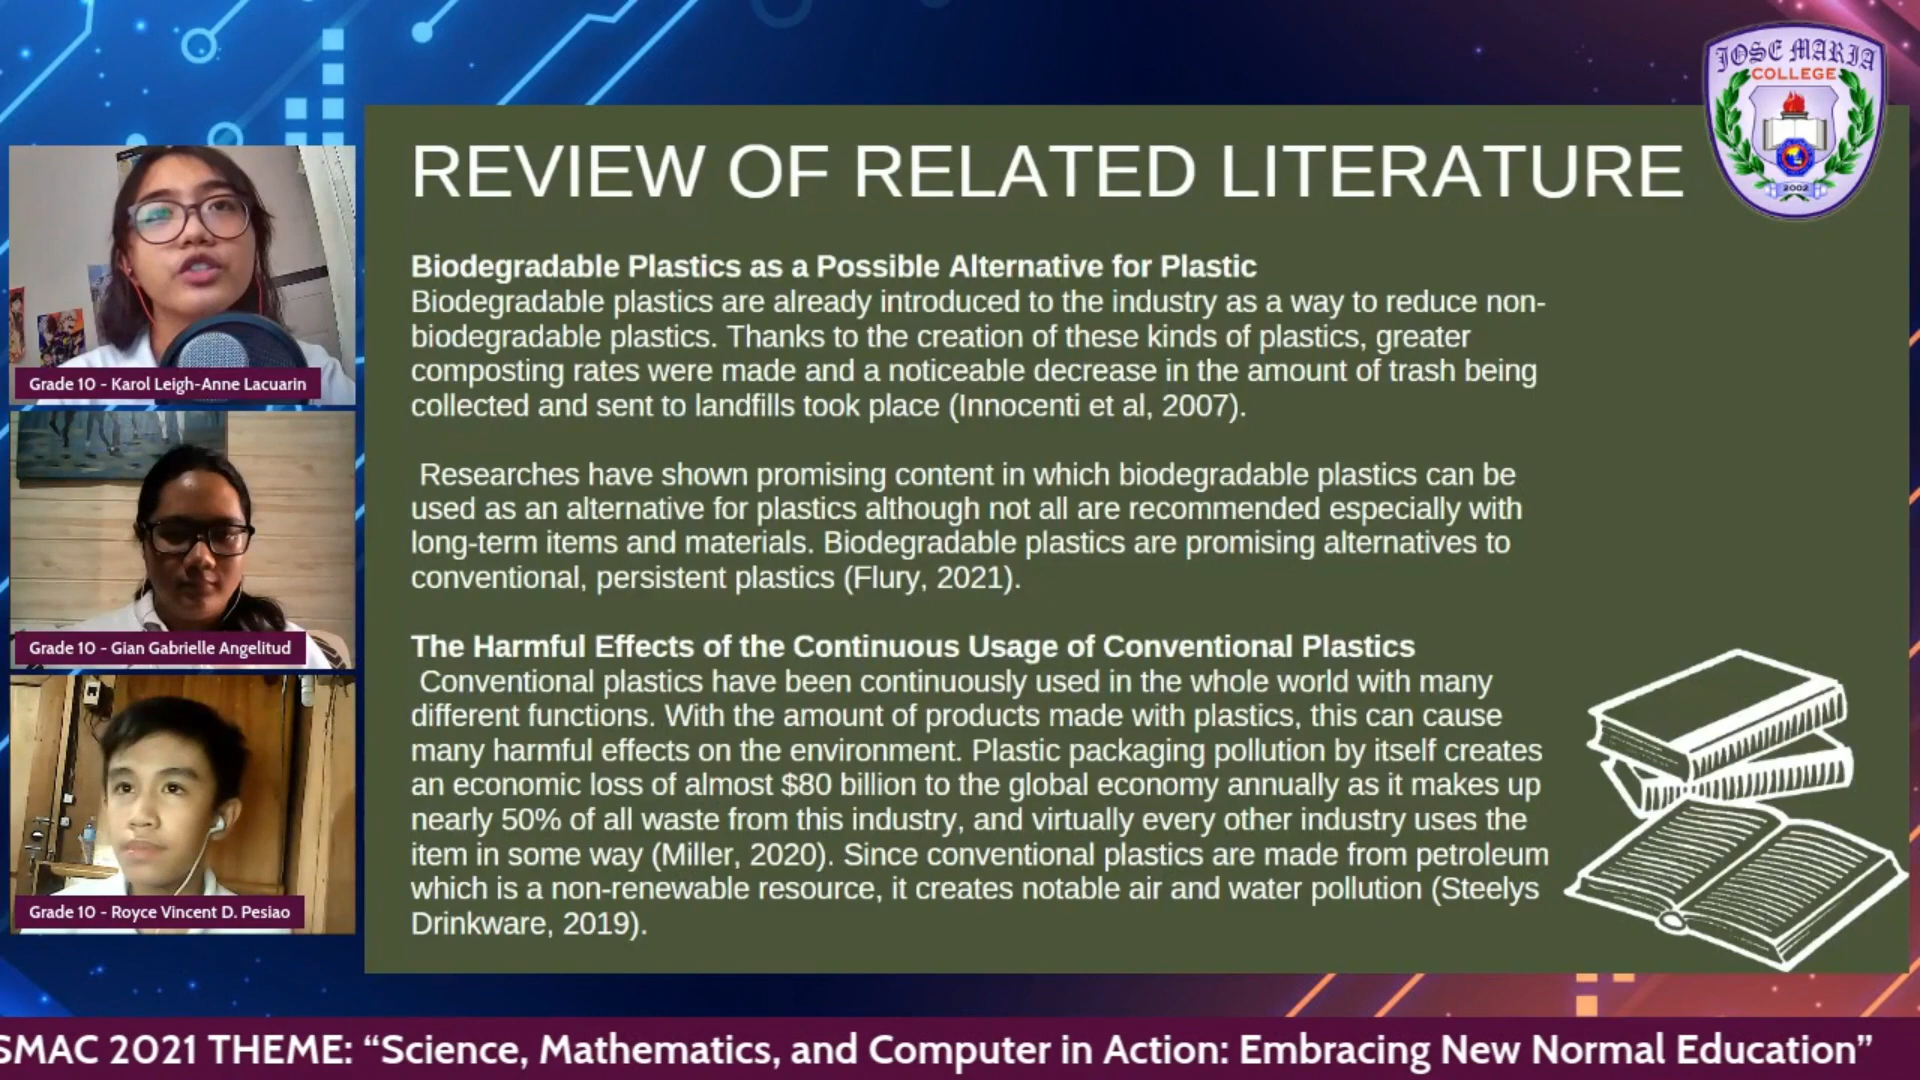 JOSE MARIA
COLLEGE
2002
REVIEW OF RELATED LITERATURE
Biodegradable Plastics as a Possible Alternative for Plastic
Biodegradable plastics are already introduced to the industry as a way to reduce non-
biodegradable plastics. Thanks to the creation of these kinds of plastics, greater
composting rates were made and a noticeable decrease in the amount of trash being
collected and sent to landfills took place (Innocenti et al, 2007).
Researches have shown promising content in which biodegradable plastics can be
used as an alternative for plastics although not all are recommended especially with
long-term items and materials. Biodegradable plastics are promising alternatives to
conventional, persistent plastics (Flury, 2021).
The Harmful Effects of the Continuous Usage of Conventional Plastics
Conventional plastics have been continuously used in the whole world with many
different functions. With the amount of products made with plastics, this can cause
many harmful effects on the environment. Plastic packaging pollution by itself creates
an economic loss of almost $80 billion to the global economy annually as it makes up
nearly 50% of all waste from this industry, and virtually every other industry uses the
item in some way (Miller, 2020). Since conventional plastics are made from petroleum
which is a non-renewable resource, it creates notable air and water pollution (Steelys
Drinkware, 2019).
Grade 10 - Karol Leigh-Anne Lacuarin
Grade 10 - Gian Gabrielle Angelitud
Grade 10 - Royce Vincent D. Pesiao
SMAC 2021 THEME: “Science, Mathematics, and Computer in Action: Embracing New Normal Education”